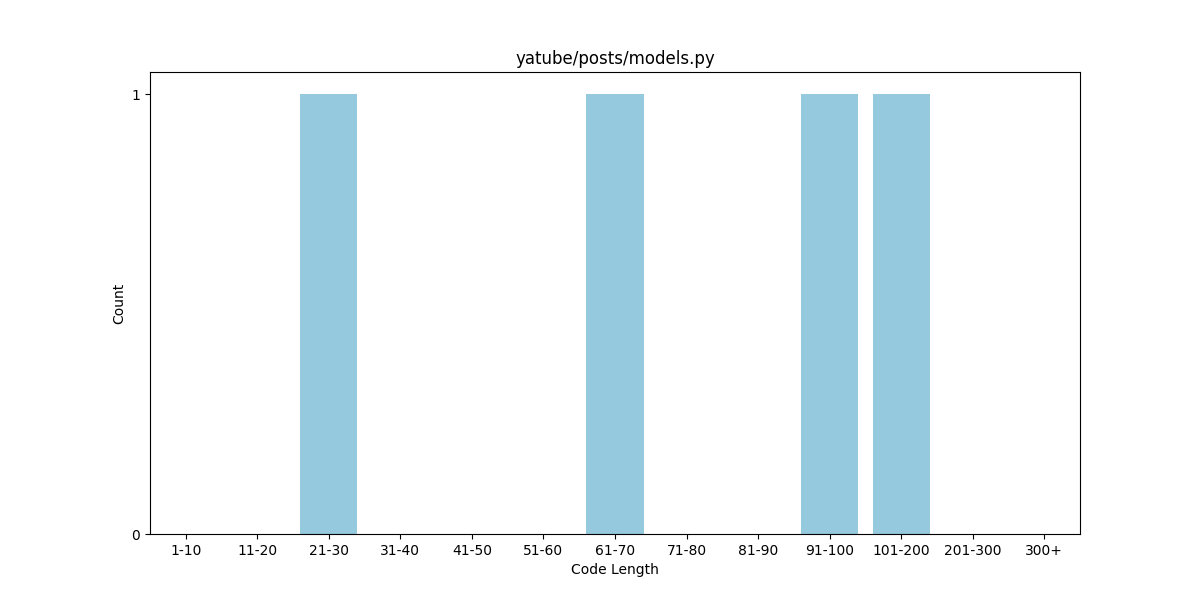 yatube/posts/models.py
1
Count
0
1-10 11-20 21-30 31-40 41-50 51-60 61-70 71-80 81-90 91-100 101-200 201-300 300+
Code Length